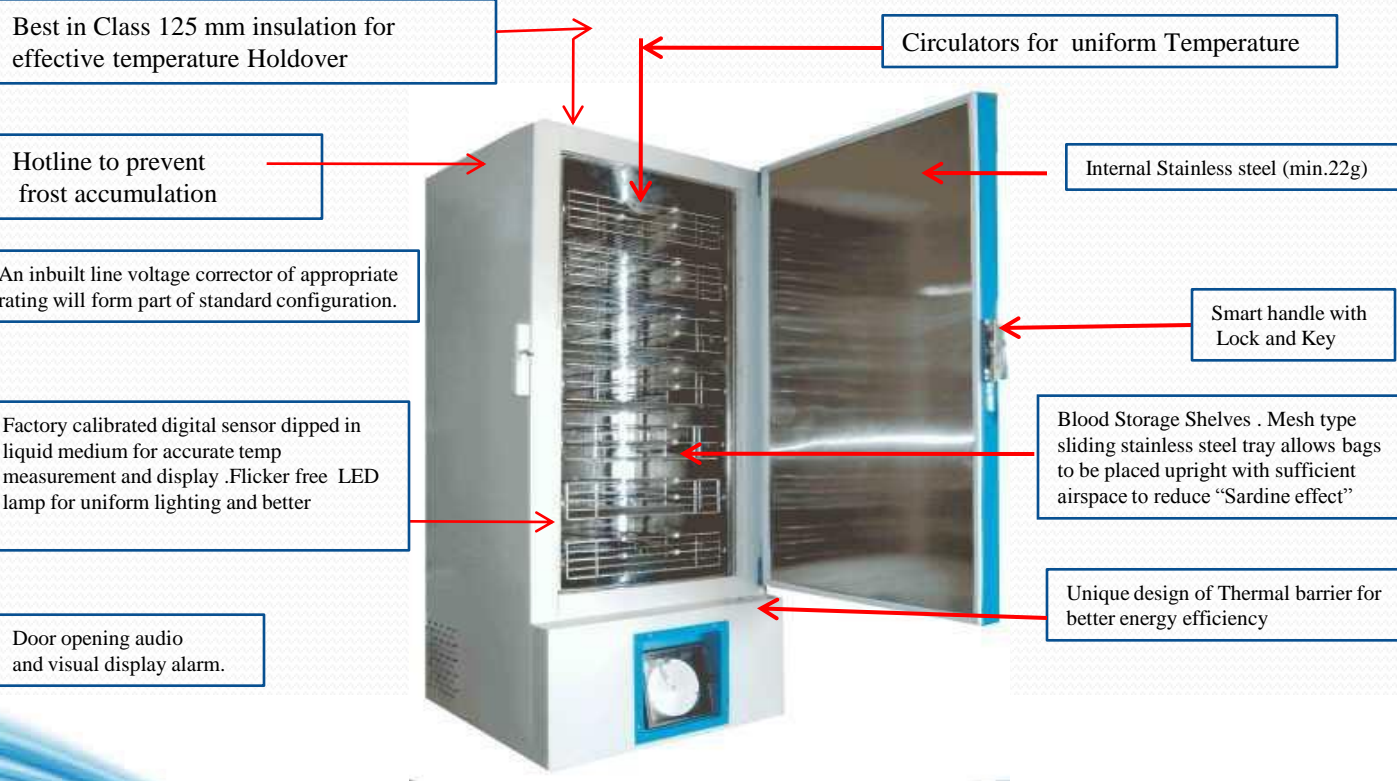 Best in Class 125 mm insulation for
effective temperature Holdover
Circulators for uniform Temperature
Hotline to prevent
frost accumulation
Internal Stainless steel (min.22g)
An inbuilt line voltage corrector of appropriate
rating will form part of standard configuration.
Smart handle with
Lock and Key
Factory calibrated digital sensor dipped in
liquid medium for accurate temp
measurement and display .Flicker free LED
lamp for uniform lighting and better
Blood Storage Shelves . Mesh type
sliding stainless steel tray allows bags
to be placed upright with sufficient
airspace to reduce “Sardine effect”
Unique design of Thermal barrier for
better energy efficiency
Door opening audio
and visual display alarm.